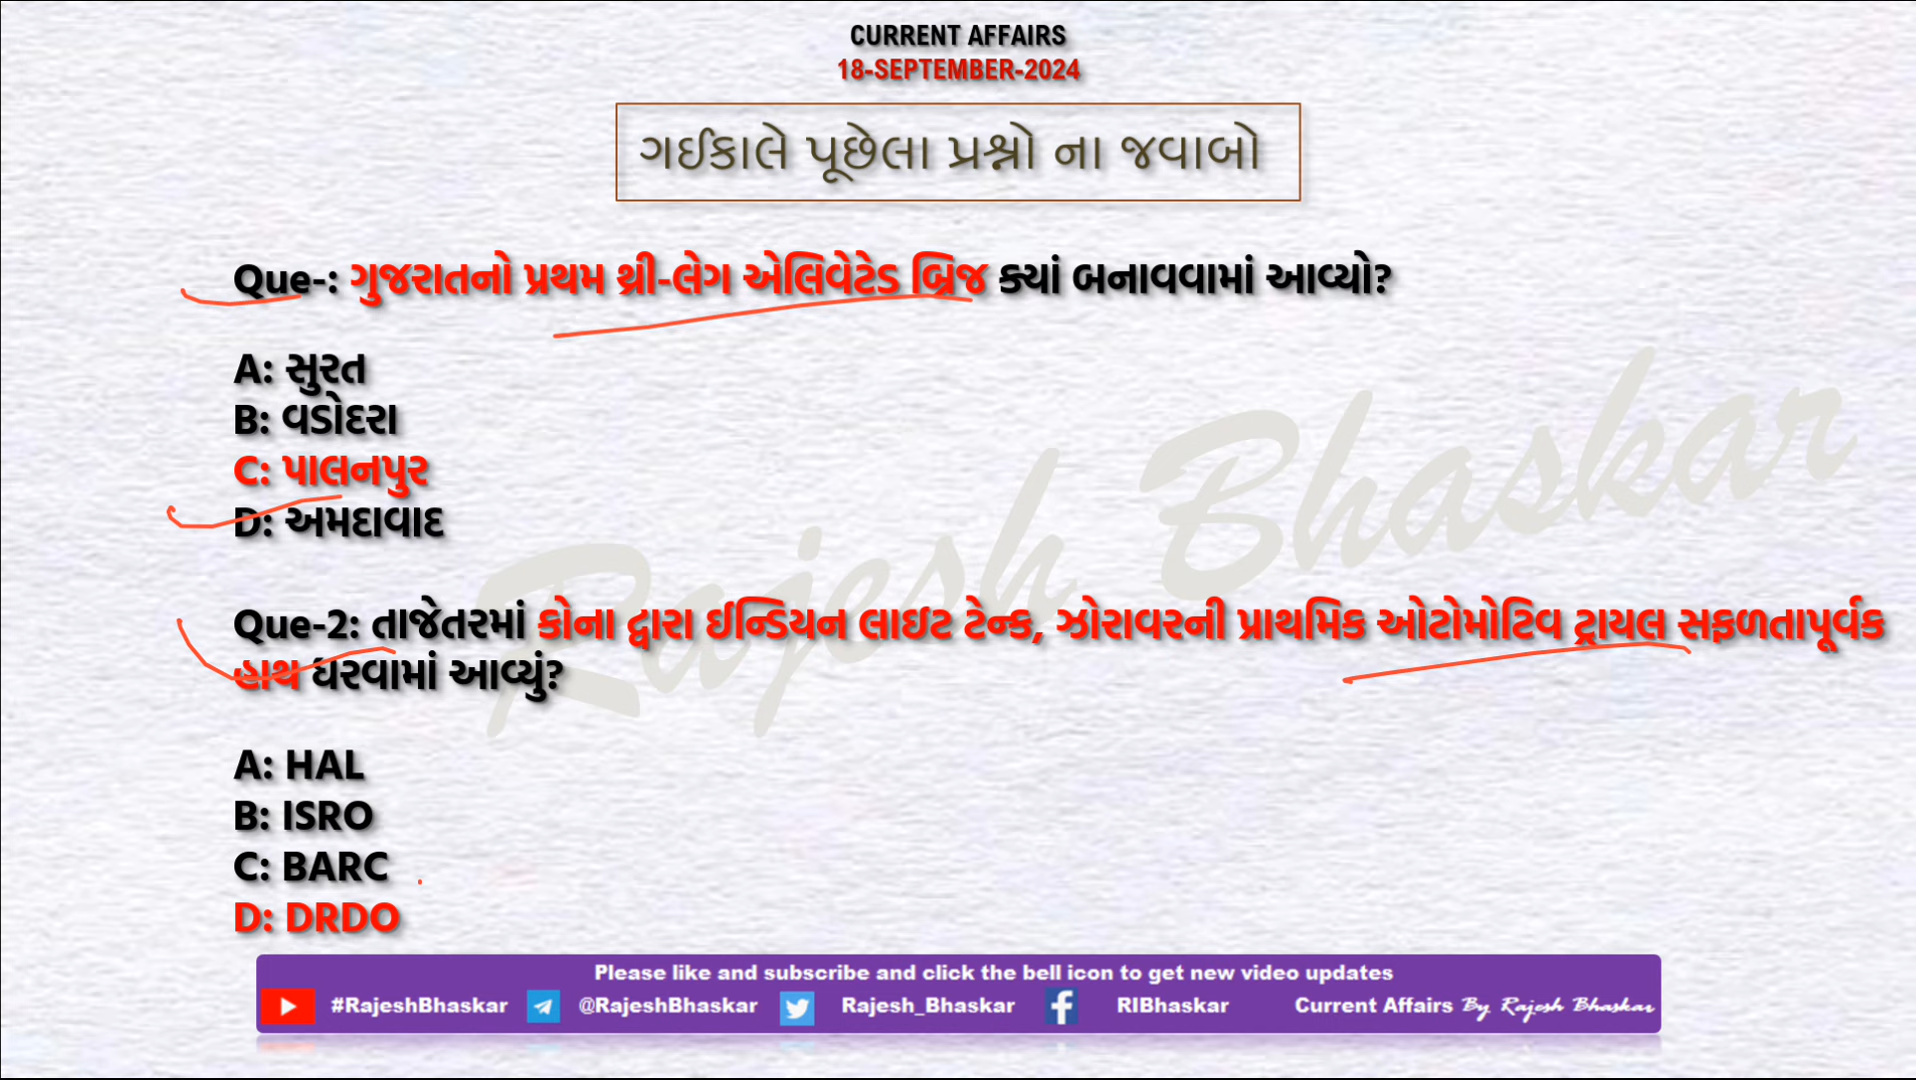 CURRENT AFFAIRS
18-SEPTEMBER-2024
ગઈકાલે પૂછેલા પ્રશ્નો ના જવાબો
Que-: ગુજરાતનો પ્રથમ થ્રી-લેગ એલિવેટેડ બ્રિજ ક્યાં બનાવવામાં આવ્યો?
A: સુરત
B: વડોદરા
C: પાલનપુર
D: અમદાવાદ
Rajesh Bhaskar
Que-2: તાજેતરમાં કોના દ્વારા ઈન્ડિયન લાઇટ ટેન્ક, ઝોરાવરની પ્રાથમિક ઓટોમોટિવ ટ્રાયલ સફળતાપૂર્વક
હાથ ધરવામાં આવ્યું?
A: HAL
B: ISRO
C: BARC
D: DRDO
Please like and subscribe and click the bell icon to get new video updates
#RajeshBhaskar @RajeshBhaskar Rajesh_Bhaskar RIBhaskar Current Affairs By Rajesh Bhaskar